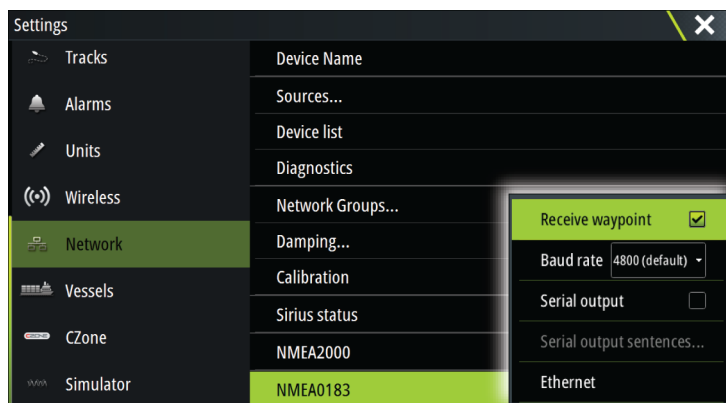 Settings
Tracks
Alarms
Units
Wireless
Network
Vessels
CZONE
CZone
Simulator
Device Name
Sources...
Device list
Diagnostics
Network Groups...
Damping...
Calibration
Sirius status
NMEA2000
NMEA0183
Receive waypoint
Baud rate 4800 (default)
Serial output
Serial output sentences...
Ethernet